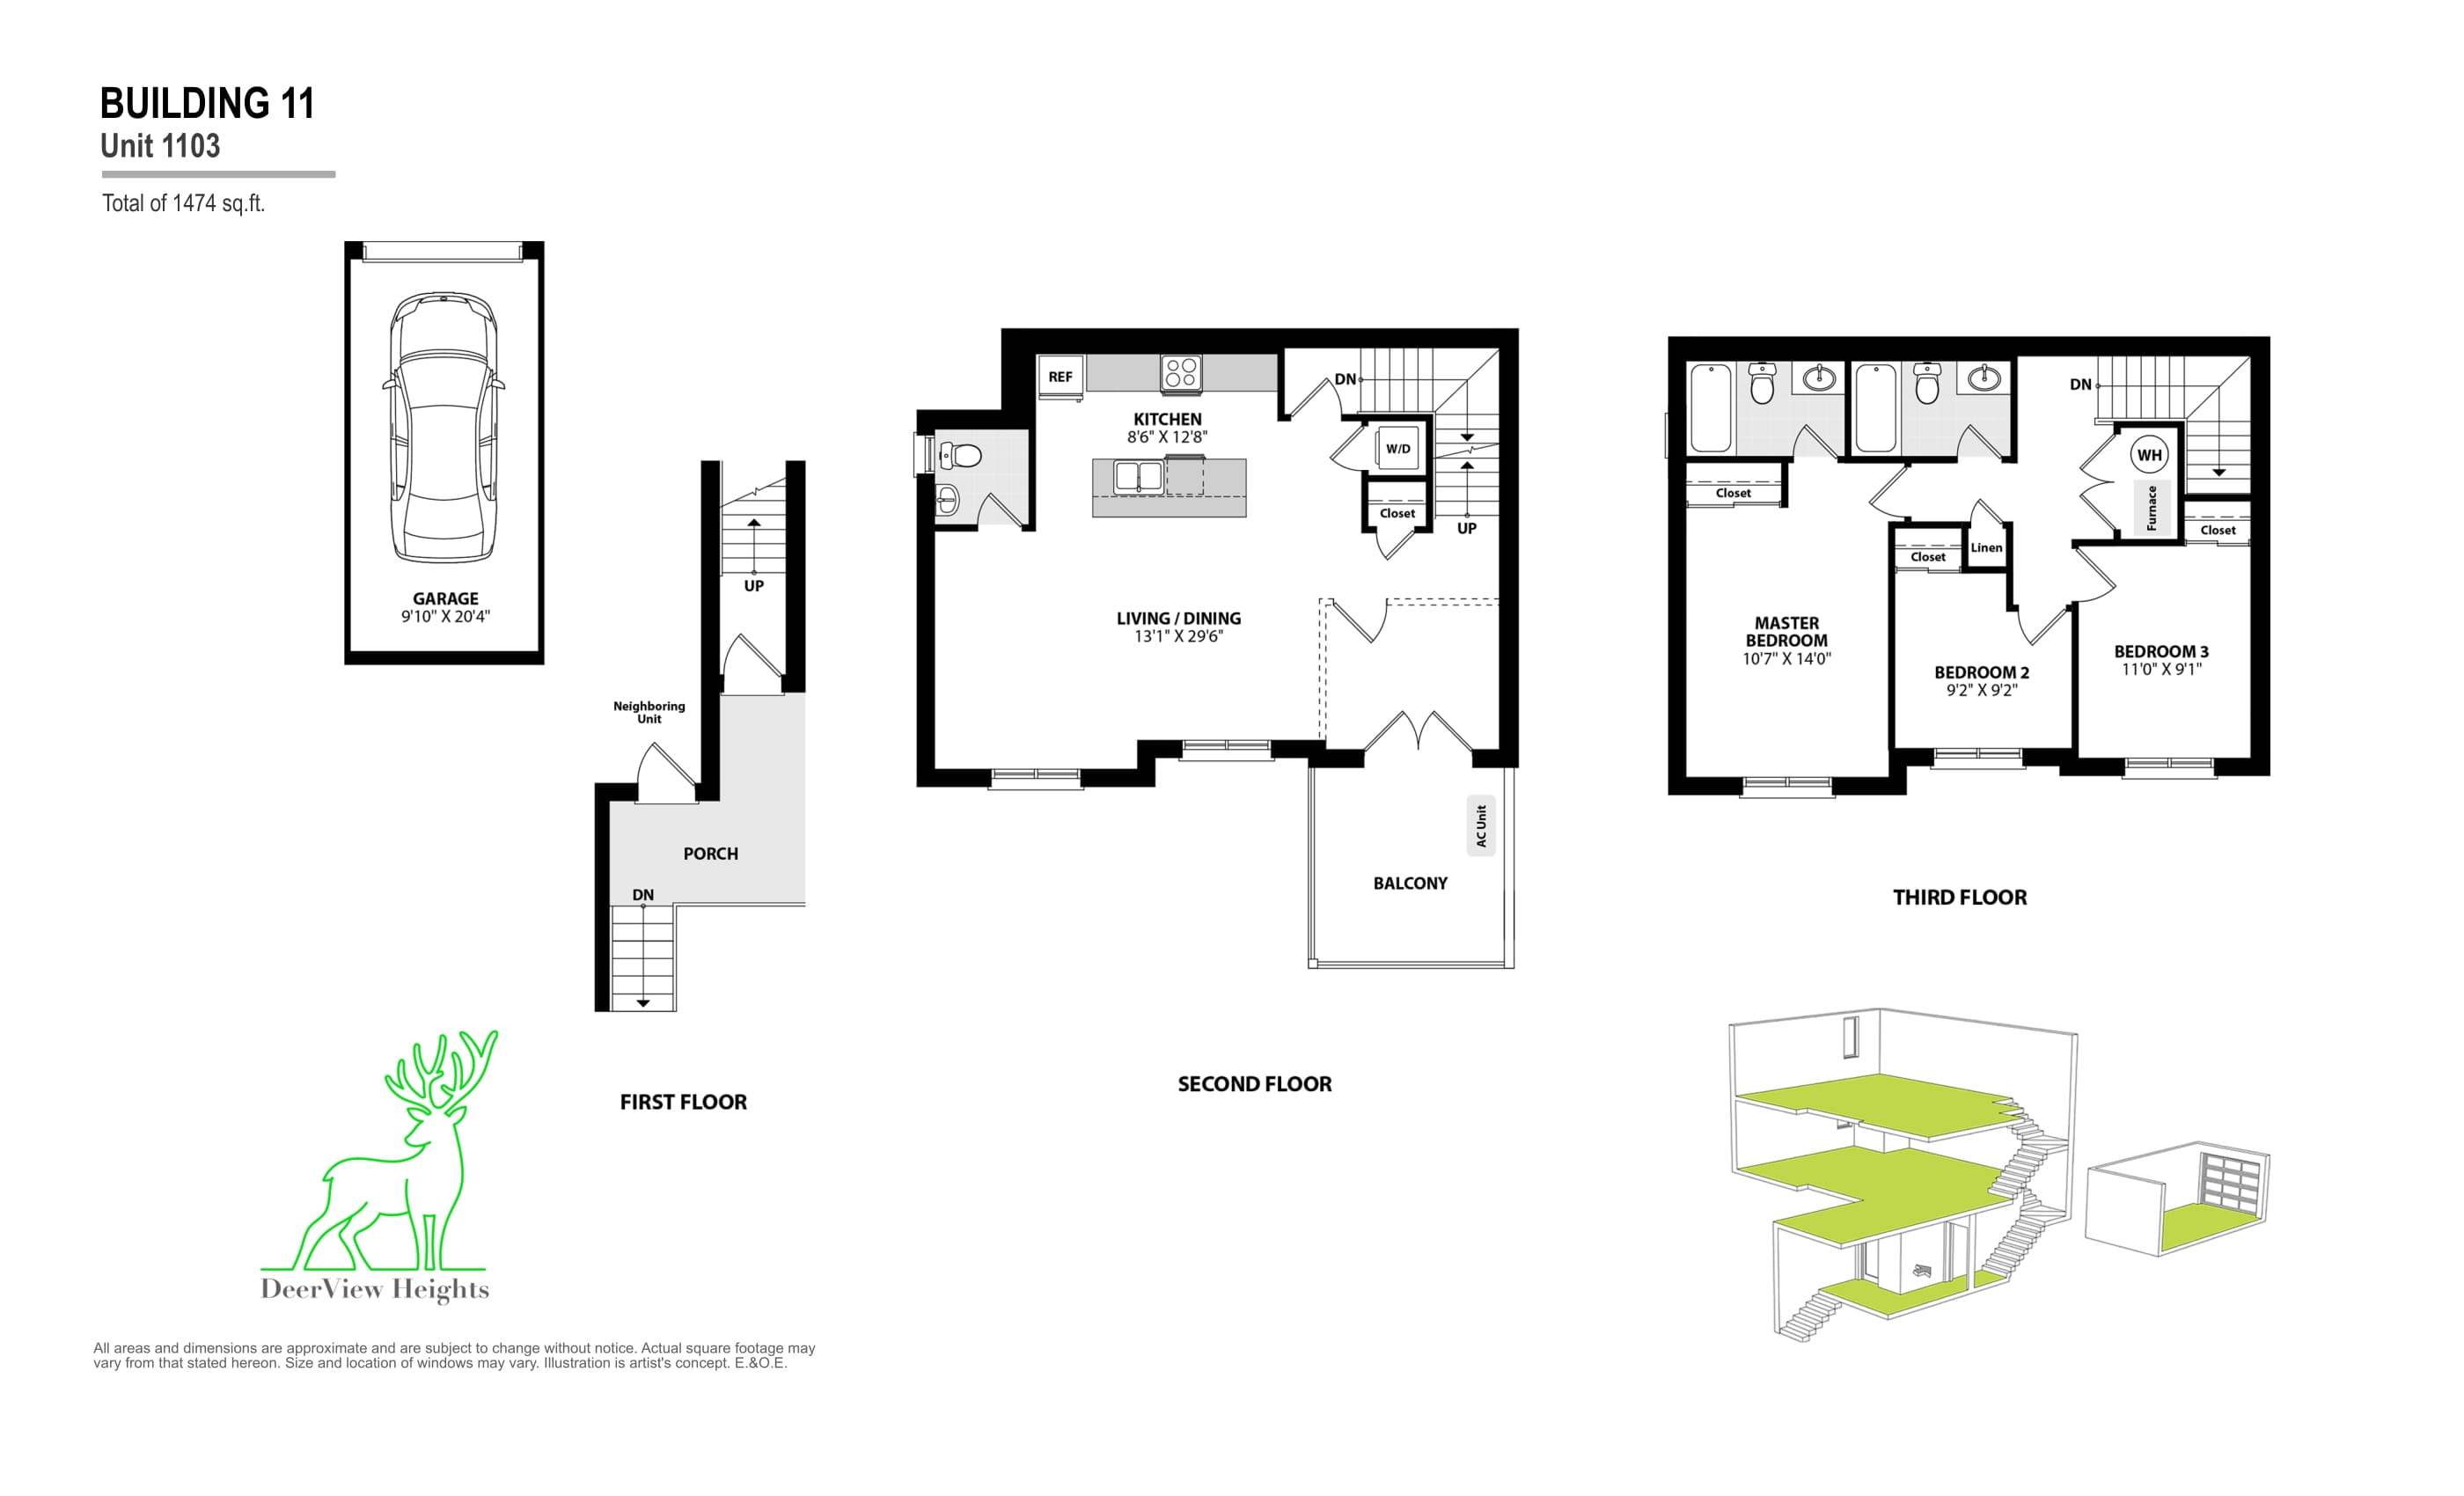 BUILDING 11
Unit 1103
Total of 1474 sq.ft.
GARAGE
9'10" X 20'4"
UP
Neighboring
Unit
PORCH
DN
FIRST FLOOR
REF
KITCHEN
8'6" X 12'8"
DN
W/D
Closet
UP
LIVING / DINING
13'1" X 29'6"
AC Unit
BALCONY
SECOND FLOOR
DN
WH
Furnace
Closet
Closet
Closet
Linen
MASTER
BEDROOM
10'7" X 14'0"
BEDROOM 2
9'2" X 9'2"
BEDROOM 3
11'0" X 9'1"
THIRD FLOOR
DeerView Heights
All areas and dimensions are approximate and are subject to change without notice. Actual square footage may
vary from that stated hereon. Size and location of windows may vary. Illustration is artist's concept. E.&O.E.